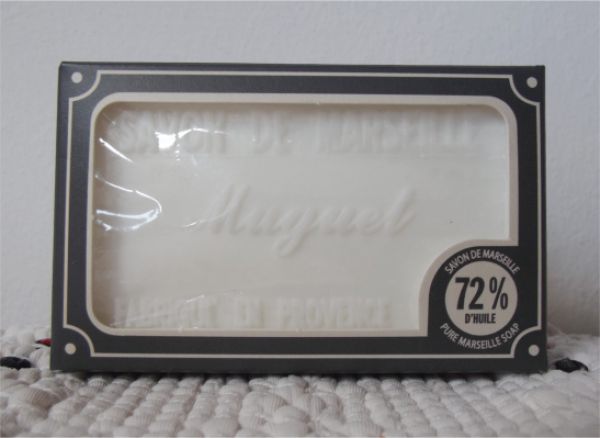 SAVON DE MARSEILLE
Muguet
FABRIQUÉ EN PROVENCE
SAVON DE MARSEILLE
72%
D'HUILE
PURE MARSEILLE SOAP